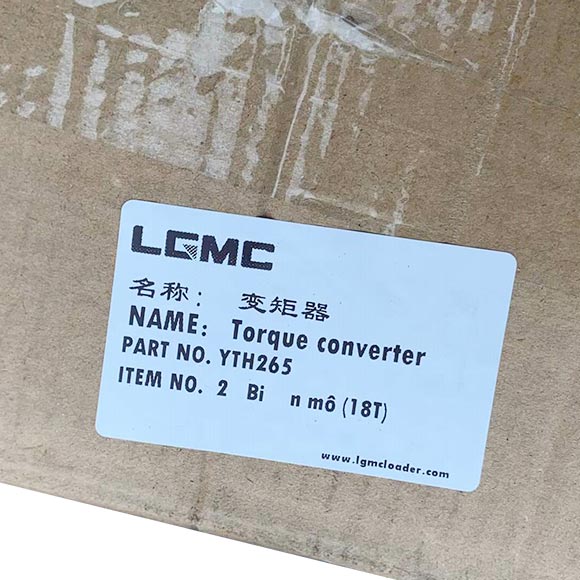 LGMC
名称： 变矩器
NAME: Torque converter
PART NO. YTH265
ITEM NO. 2 Bi n mô (18T)
www.lgmcloader.com